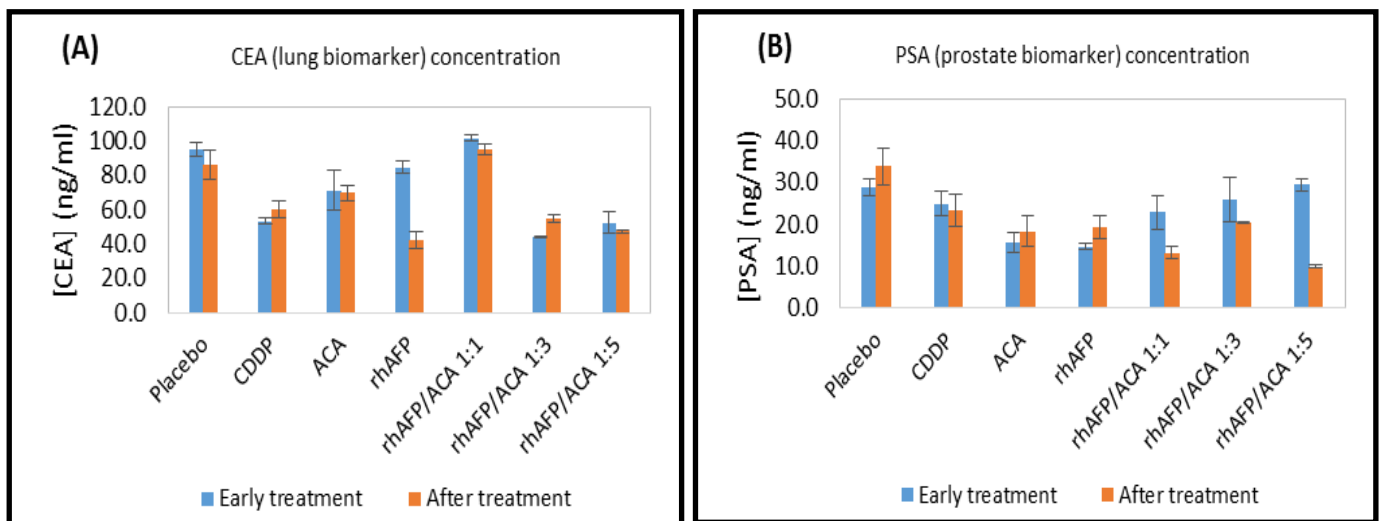 (A)
CEA (lung biomarker) concentration
[CEA] (ng/ml)
120.0
100.0
80.0
60.0
40.0
20.0
0.0
Placebo
CDDP
ACA
rhAFP
rhAFP/ACA 1:1
rhAFP/ACA 1:3
rhAFP/ACA 1:5
Early treatment
After treatment
(B)
PSA (prostate biomarker) concentration
[PSA] (ng/ml)
50.0
40.0
30.0
20.0
10.0
0.0
Placebo
CDDP
ACA
rhAFP
rhAFP/ACA 1:1
rhAFP/ACA 1:3
rhAFP/ACA 1:5
Early treatment
After treatment